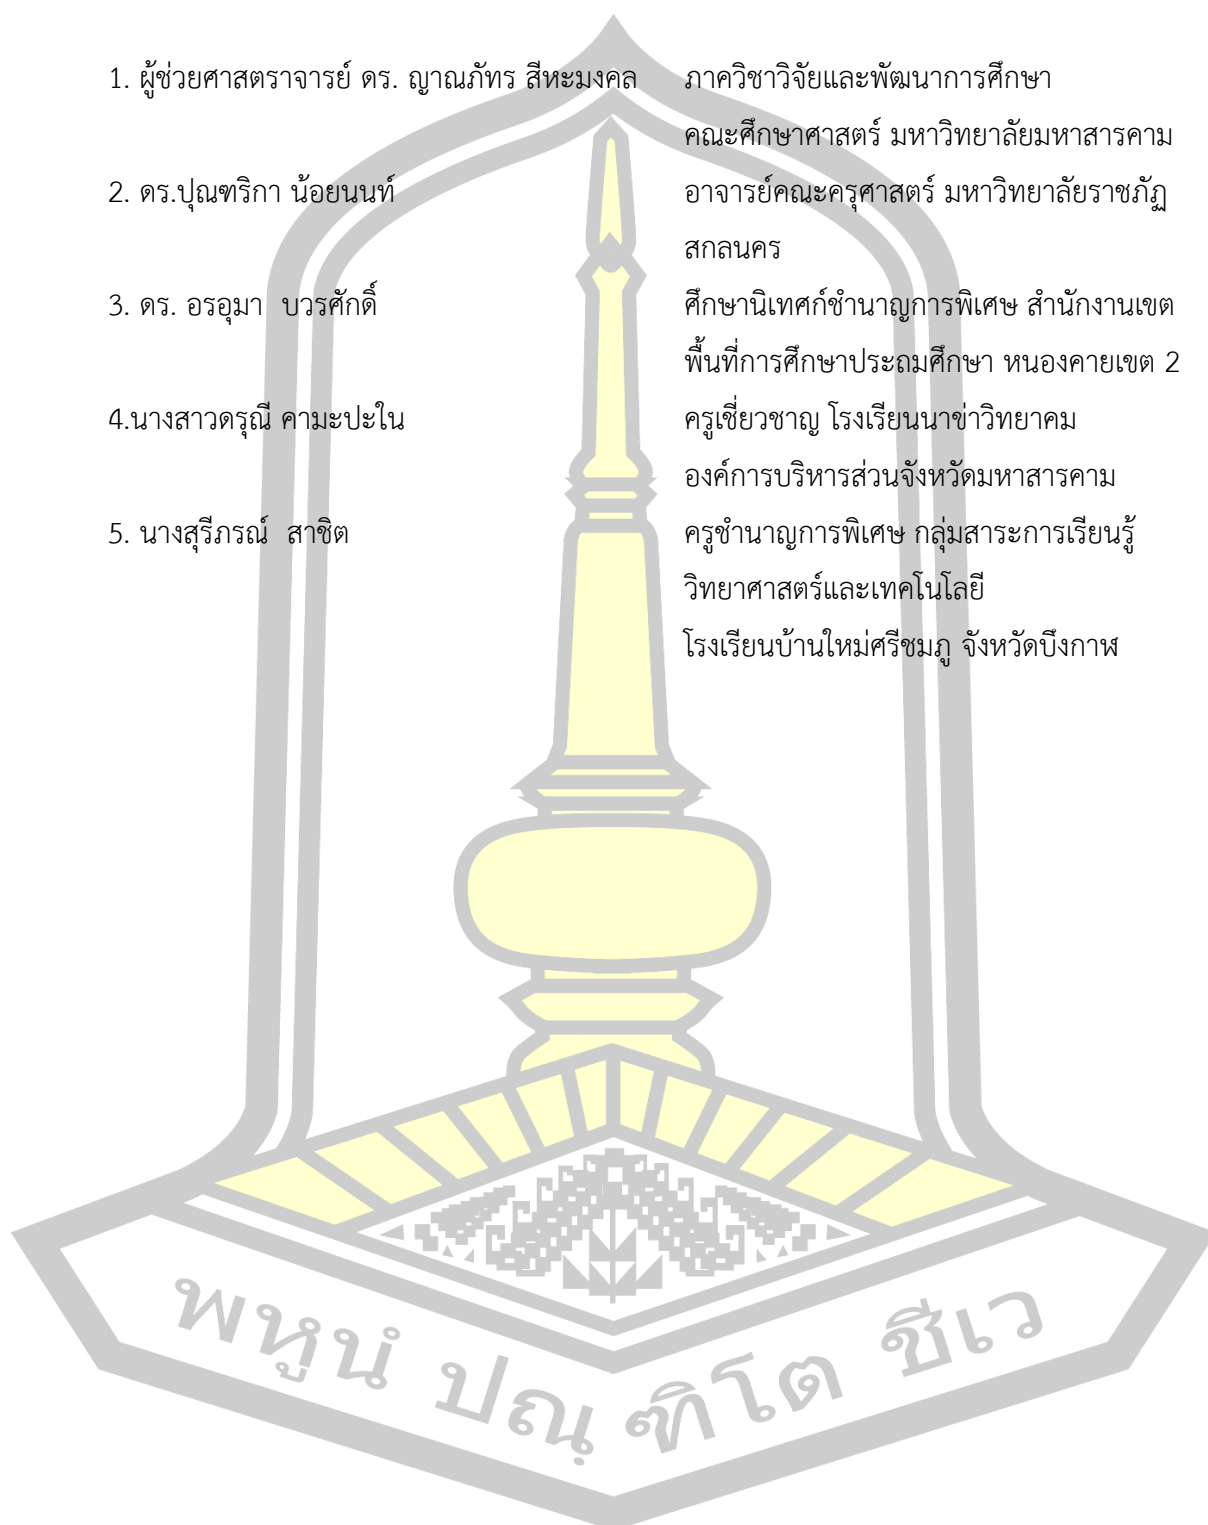 1. ผู้ช่วยศาสตราจารย์ ดร. ญาณภัทร สีหะมงคล ภาควิชาวิจัยและพัฒนาการศึกษา
คณะศึกษาศาสตร์ มหาวิทยาลัยมหาสารคาม
2. ดร.ปุณฑริกา น้อยนนท์ อาจารย์คณะครุศาสตร์ มหาวิทยาลัยราชภัฏ
สกลนคร
3. ดร. อรอุมา บวรศักดิ์ ศึกษานิเทศก์ชำนาญการพิเศษ สำนักงานเขต
พื้นที่การศึกษาประถมศึกษา หนองคายเขต 2
4.นางสาวดรุณี คามะปะใน ครูเชี่ยวชาญ โรงเรียนนาข่าวิทยาคม
องค์การบริหารส่วนจังหวัดมหาสารคาม
5. นางสุรีภรณ์ สาชิต ครูชำนาญการพิเศษ กลุ่มสาระการเรียนรู้
วิทยาศาสตร์และเทคโนโลยี
โรงเรียนบ้านใหม่ศรีชมภู จังหวัดบึงกาฬ
พหูนํ ปณฺฑิโต ชีเว